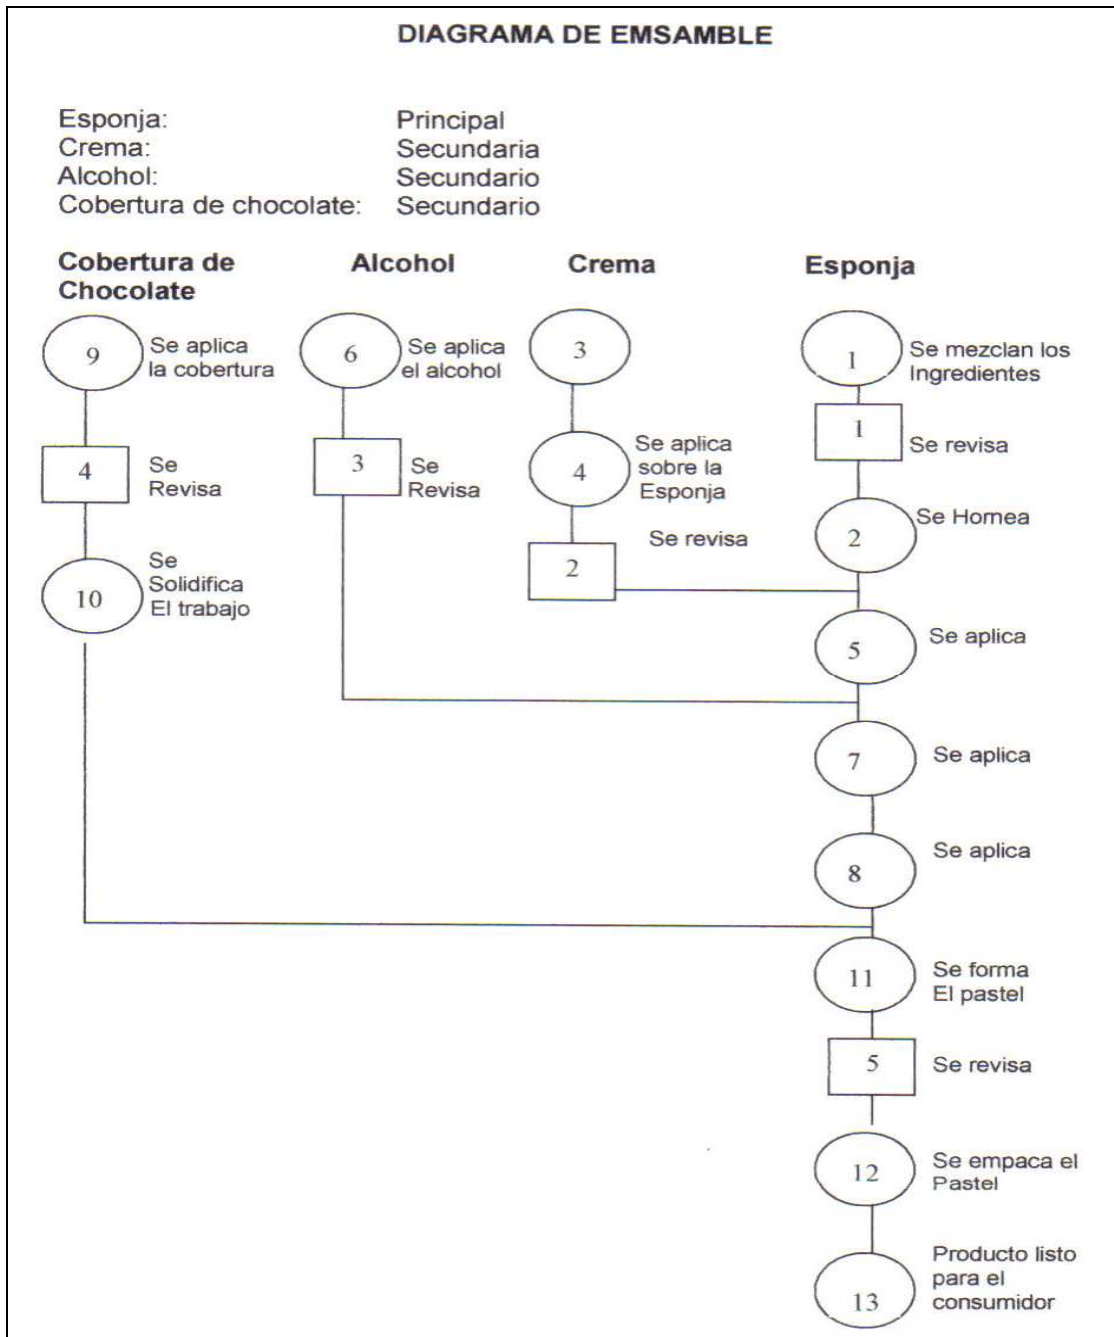 DIAGRAMA DE EMSAMBLE
Esponja: Principal
Crema: Secundaria
Alcohol: Secundario
Cobertura de chocolate: Secundario
Cobertura de
Chocolate
Alcohol
Crema
Esponja
9
Se aplica
la cobertura
4
Se
Revisa
10
Se
Solidifica
El trabajo
6
Se aplica
el alcohol
3
Se
Revisa
3
4
Se aplica
sobre la
Esponja
2
Se revisa
1
Se mezclan los
Ingredientes
1
Se revisa
2
Se Hornea
5
Se aplica
7
Se aplica
8
Se aplica
11
Se forma
El pastel
5
Se revisa
12
Se empaca el
Pastel
13
Producto listo
para el
consumidor